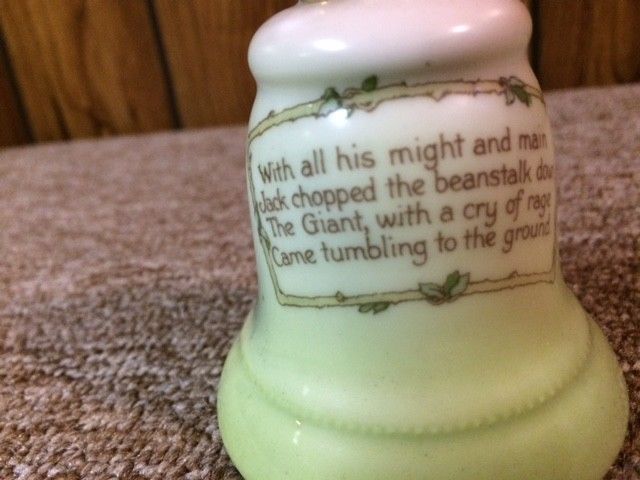 With all his might and main
Jack chopped the beanstalk dow
The Giant, with a cry of rage
Came tumbling to the ground